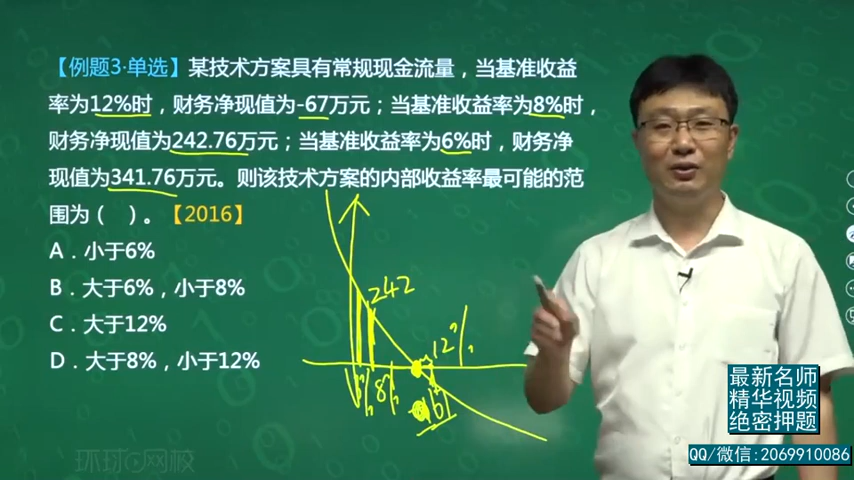 【例题3·单选】某技术方案具有常规现金流量，当基准收益
率为12%时，财务净现值为-67万元；当基准收益率为8%时，
财务净现值为242.76万元；当基准收益率为6%时，财务净
现值为341.76万元。则该技术方案的内部收益率最可能的范
围为（ ）。【2016】
A．小于6%
B．大于6%，小于8%
C．大于12%
D．大于8%，小于12%
242
12%
8%
最新名师
精华视频
绝密押题
QQ/微信:2069910086
环球网校